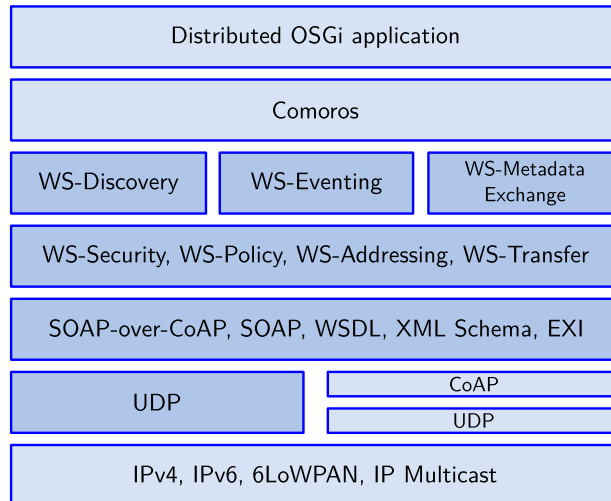 Distributed OSGi application
Comoros
WS-Discovery
WS-Eventing
WS-Metadata
Exchange
WS-Security, WS-Policy, WS-Addressing, WS-Transfer
SOAP-over-CoAP, SOAP, WSDL, XML Schema, EXI
UDP
CoAP
UDP
IPv4, IPv6, 6LoWPAN, IP Multicast